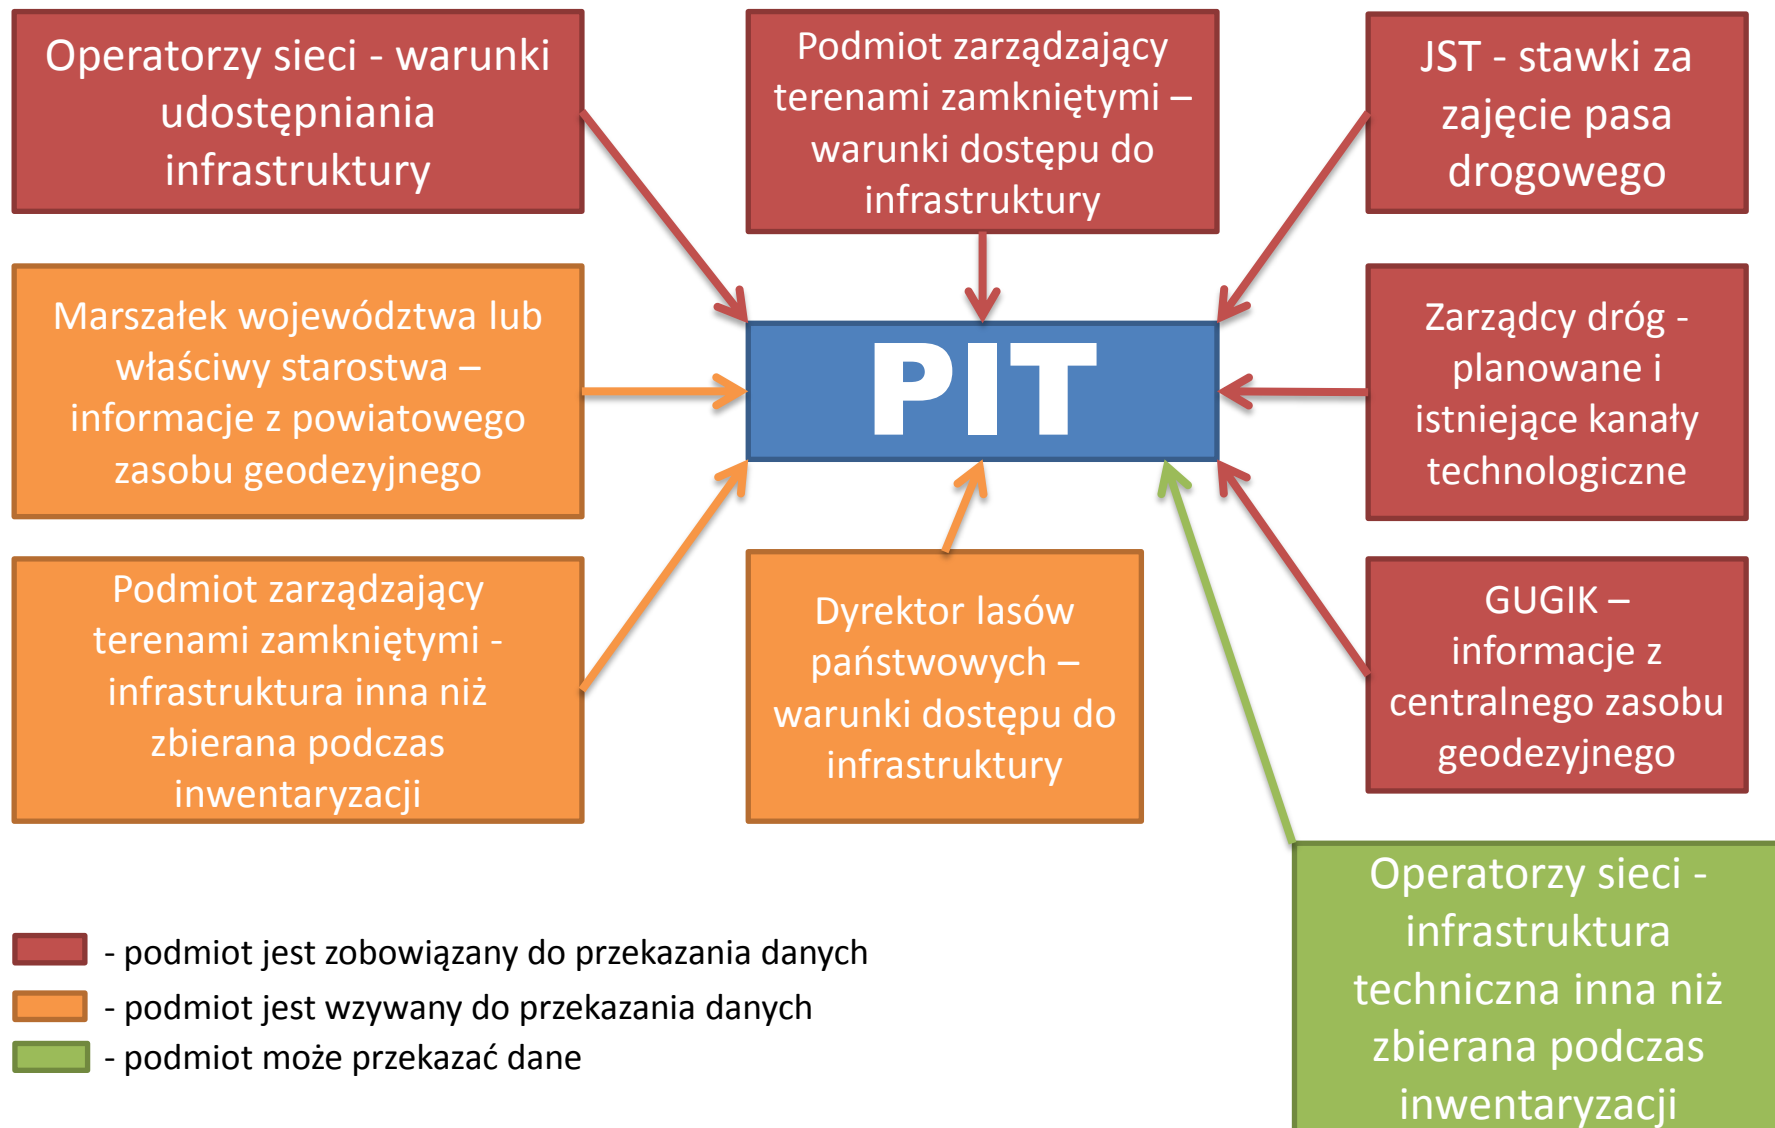 Operatorzy sieci - warunki
udostępniania
infrastruktury
Podmiot zarządzający
terenami zamkniętymi –
warunki dostępu do
infrastruktury
JST - stawki za
zajęcie pasa
drogowego
Marszałek województwa lub
właściwy starostwa –
informacje z powiatowego
zasobu geodezyjnego
PIT
Zarządcy dróg -
planowane i
istniejące kanały
technologiczne
Podmiot zarządzający
terenami zamkniętymi -
infrastruktura inna niż
zbierana podczas
inwentaryzacji
Dyrektor lasów
państwowych –
warunki dostępu do
infrastruktury
GUGIK –
informacje z
centralnego zasobu
geodezyjnego
Operatorzy sieci -
infrastruktura
techniczna inna niż
zbierana podczas
inwentaryzacji
- podmiot jest zobowiązany do przekazania danych
- podmiot jest wzywany do przekazania danych
- podmiot może przekazać dane